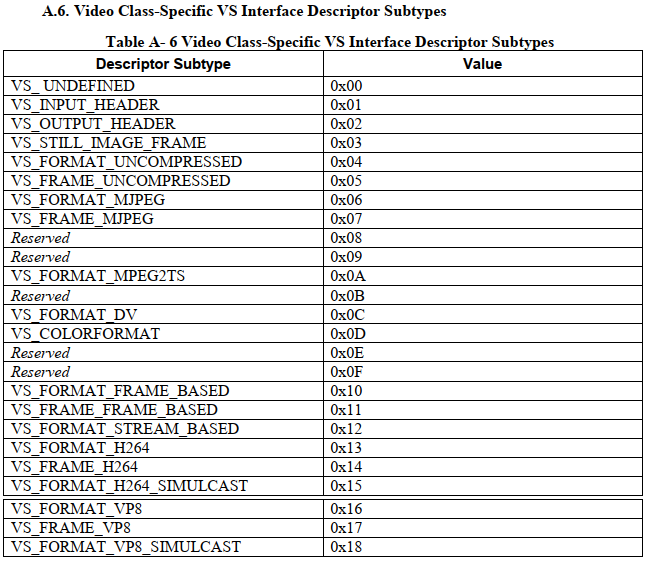 A.6. Video Class-Specific VS Interface Descriptor Subtypes
Table A- 6 Video Class-Specific VS Interface Descriptor Subtypes
Descriptor Subtype Value
VS_ UNDEFINED 0x00
VS_INPUT_HEADER 0x01
VS_OUTPUT_HEADER 0x02
VS_STILL_IMAGE_FRAME 0x03
VS_FORMAT_UNCOMPRESSED 0x04
VS_FRAME_UNCOMPRESSED 0x05
VS_FORMAT_MJPEG 0x06
VS_FRAME_MJPEG 0x07
Reserved 0x08
Reserved 0x09
VS_FORMAT_MPEG2TS 0x0A
Reserved 0x0B
VS_FORMAT_DV 0x0C
VS_COLORFORMAT 0x0D
Reserved 0x0E
Reserved 0x0F
VS_FORMAT_FRAME_BASED 0x10
VS_FRAME_FRAME_BASED 0x11
VS_FORMAT_STREAM_BASED 0x12
VS_FORMAT_H264 0x13
VS_FRAME_H264 0x14
VS_FORMAT_H264_SIMULCAST 0x15
VS_FORMAT_VP8 0x16
VS_FRAME_VP8 0x17
VS_FORMAT_VP8_SIMULCAST 0x18